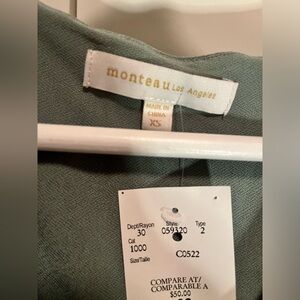 monteau Los Angeles
MADE IN
CHINA
XS
Dept/Rayon Style Type
30 059320 2
Cat
1000 C0522
Size/Taille
COMPARE AT/
COMPARABLE A
$50.00